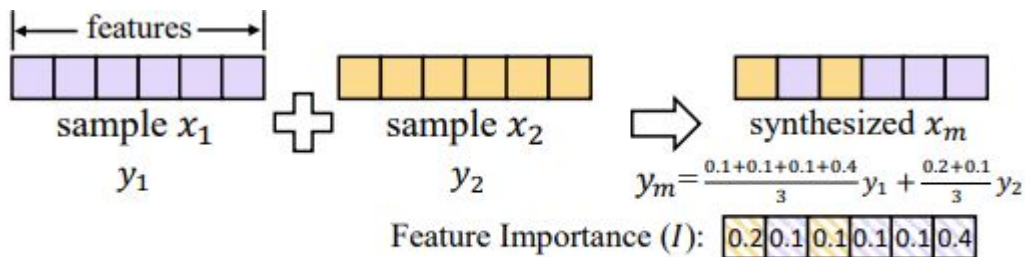 features
sample x₁ sample x₂ synthesized xₘ
y₁ y₂ yₘ=(0.1+0.1+0.1+0.4)/3 y₁ + (0.2+0.1)/3 y₂
Feature Importance (I): 0.2 0.1 0.1 0.1 0.1 0.4